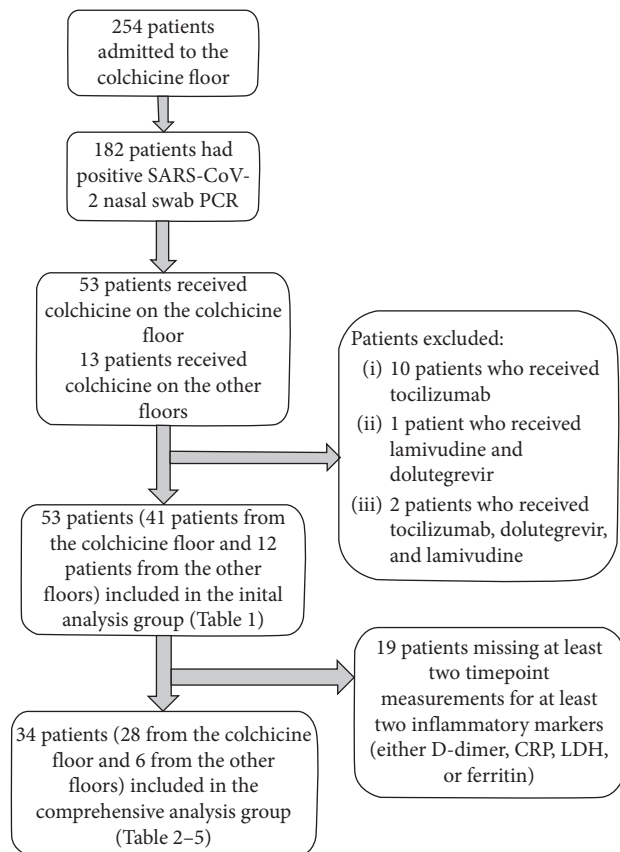 254 patients
admitted to the
colchicine floor
182 patients had
positive SARS-CoV-
2 nasal swab PCR
53 patients received
colchicine on the colchicine
floor
13 patients received
colchicine on the other
floors
Patients excluded:
(i) 10 patients who received
tocilizumab
(ii) 1 patient who received
lamivudine and
dolutegrevir
(iii) 2 patients who received
tocilizumab, dolutegrevir,
and lamivudine
53 patients (41 patients from
the colchicine floor and 12
patients from the other
floors) included in the inital
analysis group (Table 1)
19 patients missing at least
two timepoint
measurements for at least
two inflammatory markers
(either D-dimer, CRP, LDH,
or ferritin)
34 patients (28 from the colchicine
floor and 6 from the other
floors) included in the
comprehensive analysis group
(Table 2–5)